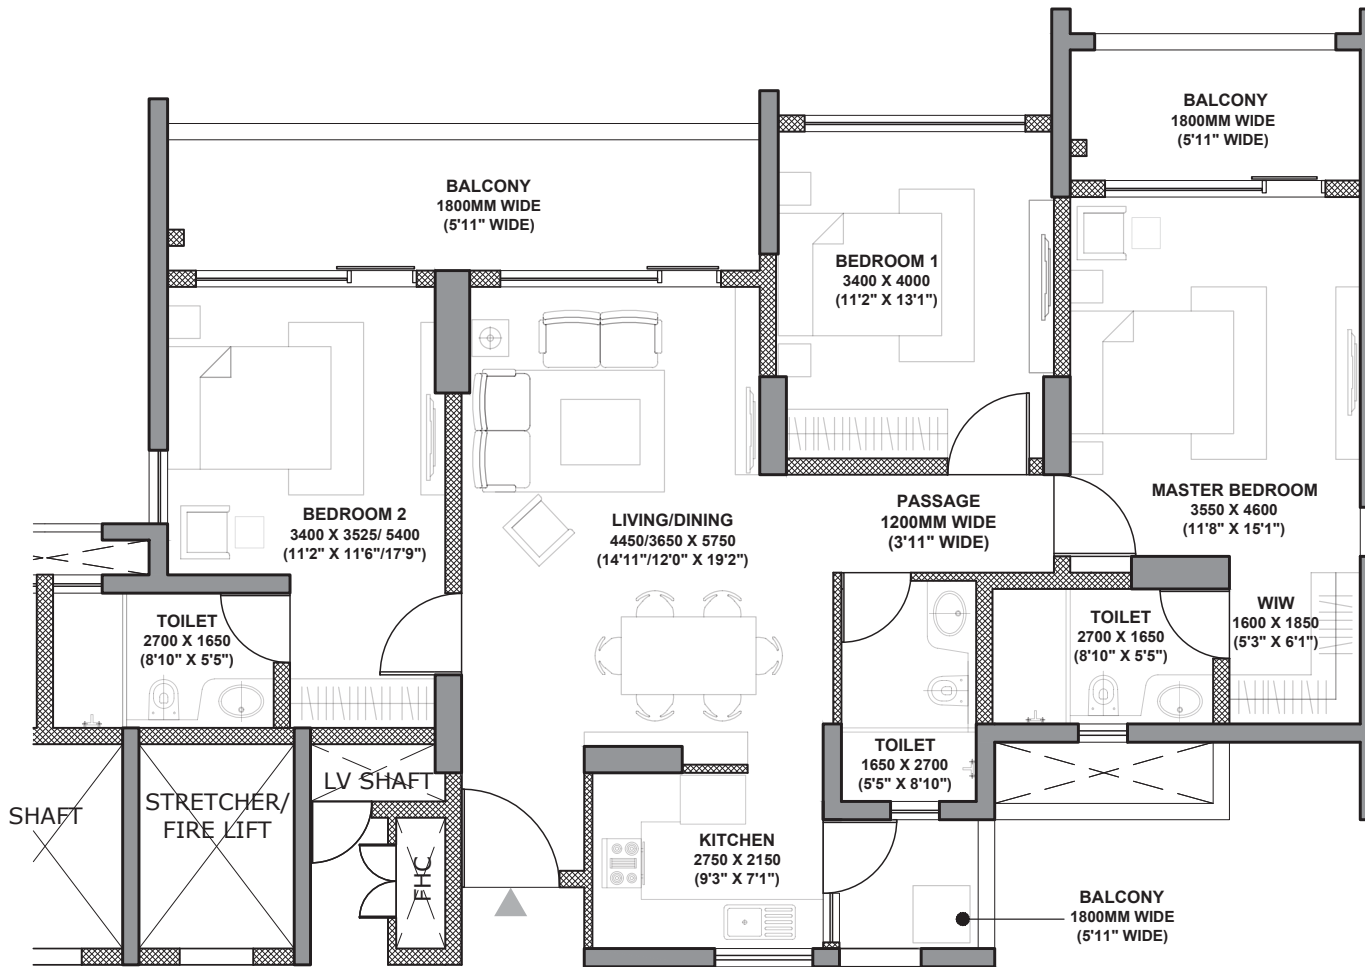 BALCONY
1800MM WIDE
(5'11" WIDE)
BALCONY
1800MM WIDE
(5'11" WIDE)
BEDROOM 1
3400 X 4000
(11'2" X 13'1")
BEDROOM 2
3400 X 3525/ 5400
(11'2" X 11'6"/17'9")
LIVING/DINING
4450/3650 X 5750
(14'11"/12'0" X 19'2")
PASSAGE
1200MM WIDE
(3'11" WIDE)
MASTER BEDROOM
3550 X 4600
(11'8" X 15'1")
TOILET
2700 X 1650
(8'10" X 5'5")
TOILET
2700 X 1650
(8'10" X 5'5")
WIW
1600 X 1850
(5'3" X 6'1")
TOILET
1650 X 2700
(5'5" X 8'10")
SHAFT
STRETCHER/
FIRE LIFT
LV SHAFT
FHC
KITCHEN
2750 X 2150
(9'3" X 7'1")
BALCONY
1800MM WIDE
(5'11" WIDE)